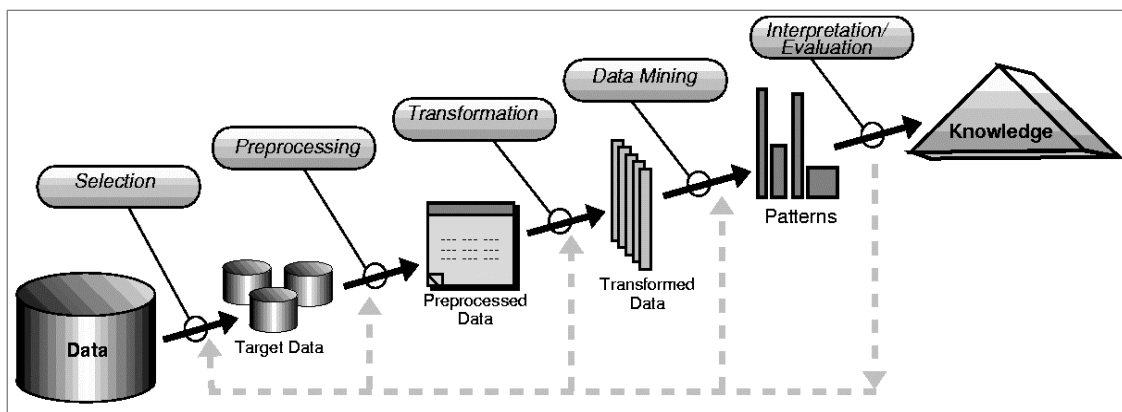 Interpretation/
Evaluation
Data Mining
Transformation
Preprocessing
Selection
Knowledge
Patterns
Transformed
Data
Preprocessed
Data
Target Data
Data